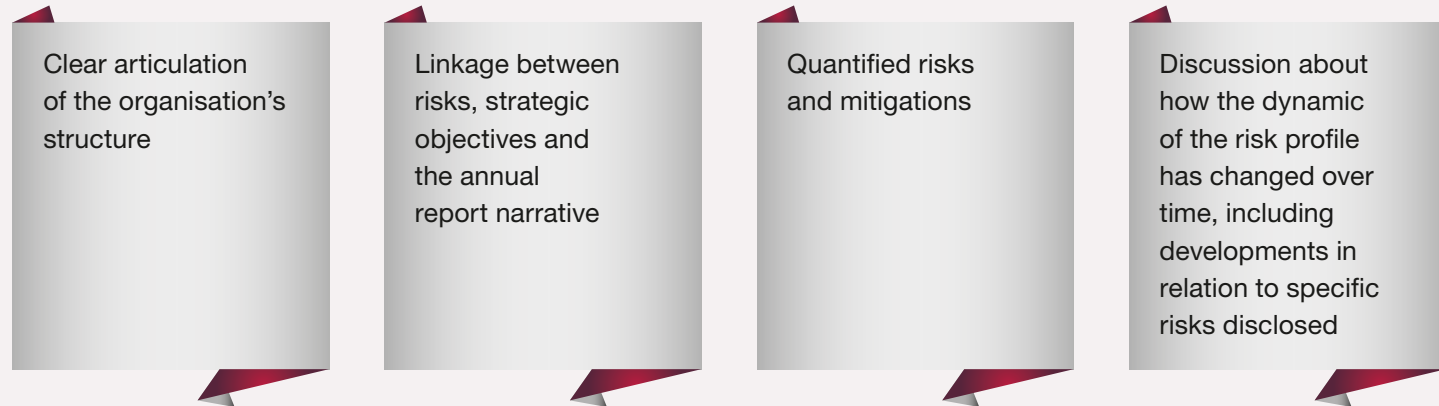 Clear articulation
of the organisation’s
structure
Linkage between
risks, strategic
objectives and
the annual
report narrative
Quantified risks
and mitigations
Discussion about
how the dynamic
of the risk profile
has changed over
time, including
developments in
relation to specific
risks disclosed